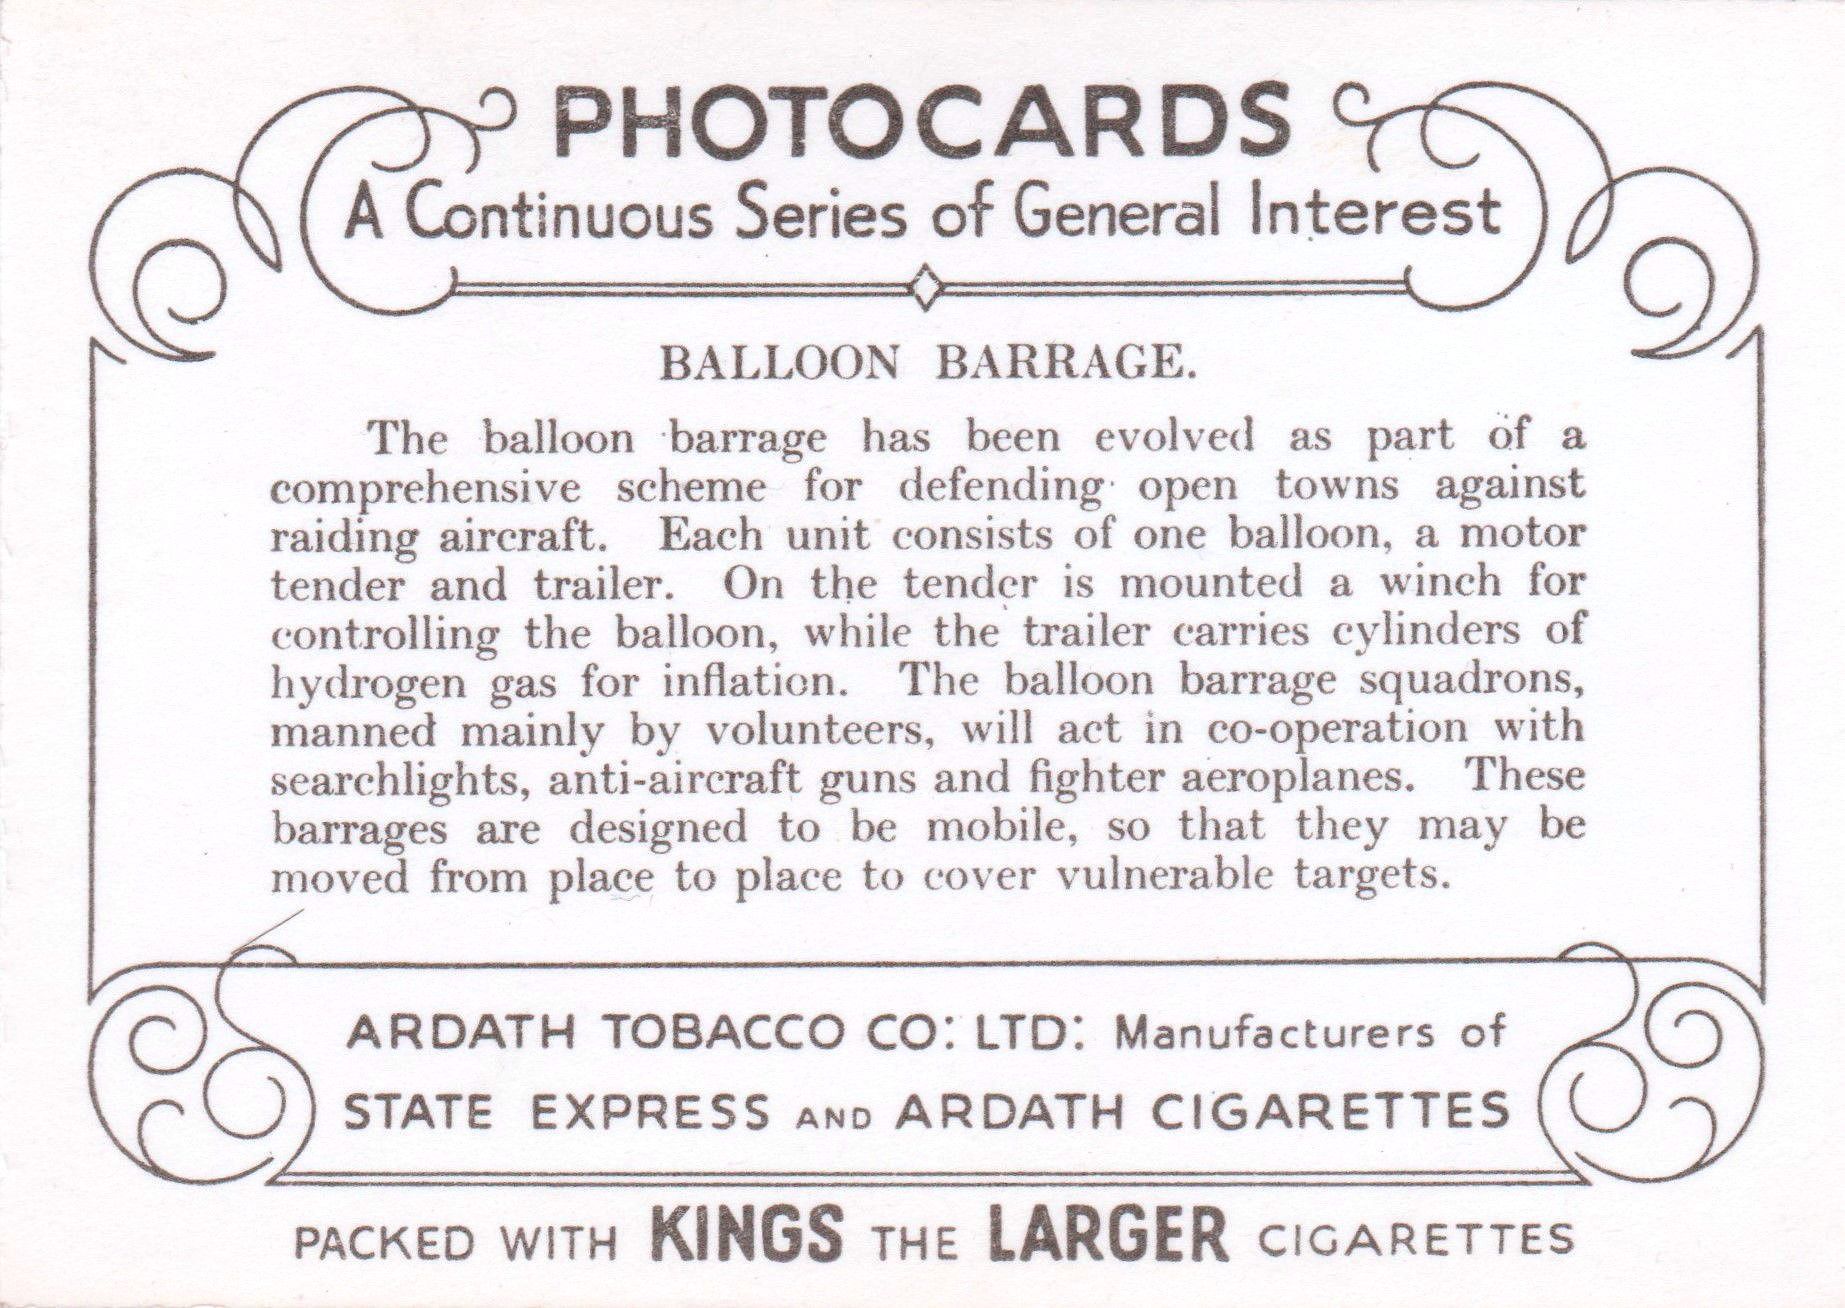 PHOTOCARDS
A Continuous Series of General Interest
BALLOON BARRAGE.
The balloon barrage has been evolved as part of a
comprehensive scheme for defending open towns against
raiding aircraft. Each unit consists of one balloon, a motor
tender and trailer. On the tender is mounted a winch for
controlling the balloon, while the trailer carries cylinders of
hydrogen gas for inflation. The balloon barrage squadrons,
manned mainly by volunteers, will act in co-operation with
searchlights, anti-aircraft guns and fighter aeroplanes. These
barrages are designed to be mobile, so that they may be
moved from place to place to cover vulnerable targets.
ARDATH TOBACCO CO: LTD: Manufacturers of
STATE EXPRESS AND ARDATH CIGARETTES
PACKED WITH KINGS THE LARGER CIGARETTES